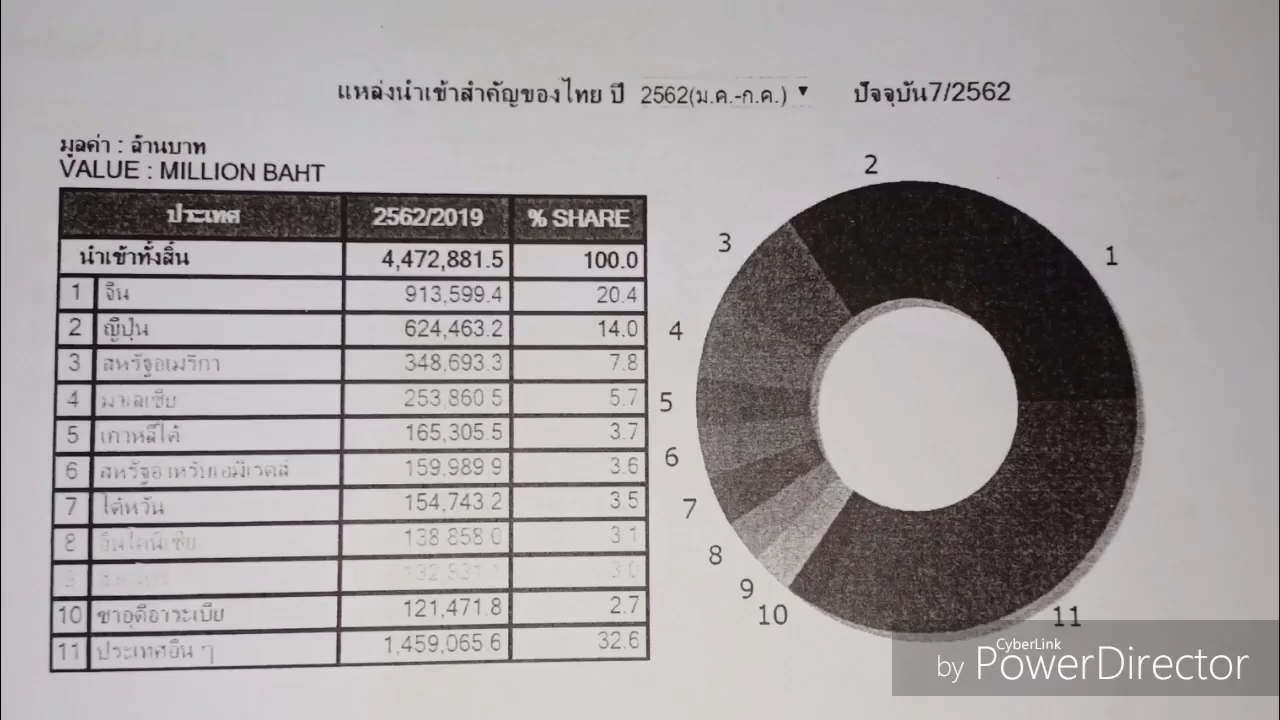 แหล่งนำเข้าสำคัญของไทย ปี 2562(ม.ค.-ก.ค.) ▼ ปัจจุบัน7/2562
มูลค่า : ล้านบาท
VALUE : MILLION BAHT
ประเทศ 2562/2019 % SHARE
นำเข้าทั้งสิ้น 4,472,881.5 100.0
1 จีน 913,599.4 20.4
2 ญี่ปุ่น 624,463.2 14.0
3 สหรัฐอเมริกา 348,693.3 7.8
4 มาเลเซีย 253,860.5 5.7
5 เกาหลีใต้ 165,305.5 3.7
6 สหรัฐอาหรับเอมิเรตส์ 159,989.9 3.6
7 ไต้หวัน 154,743.2 3.5
8 อินโดนีเซีย 138,858.0 3.1
9 3.0
10 ซาอุดีอาระเบีย 121,471.8 2.7
11 ประเทศอื่น ๆ 1,459,065.6 32.6
2
3
1
4
5
6
7
8
9
10
11
CyberLink
by PowerDirector